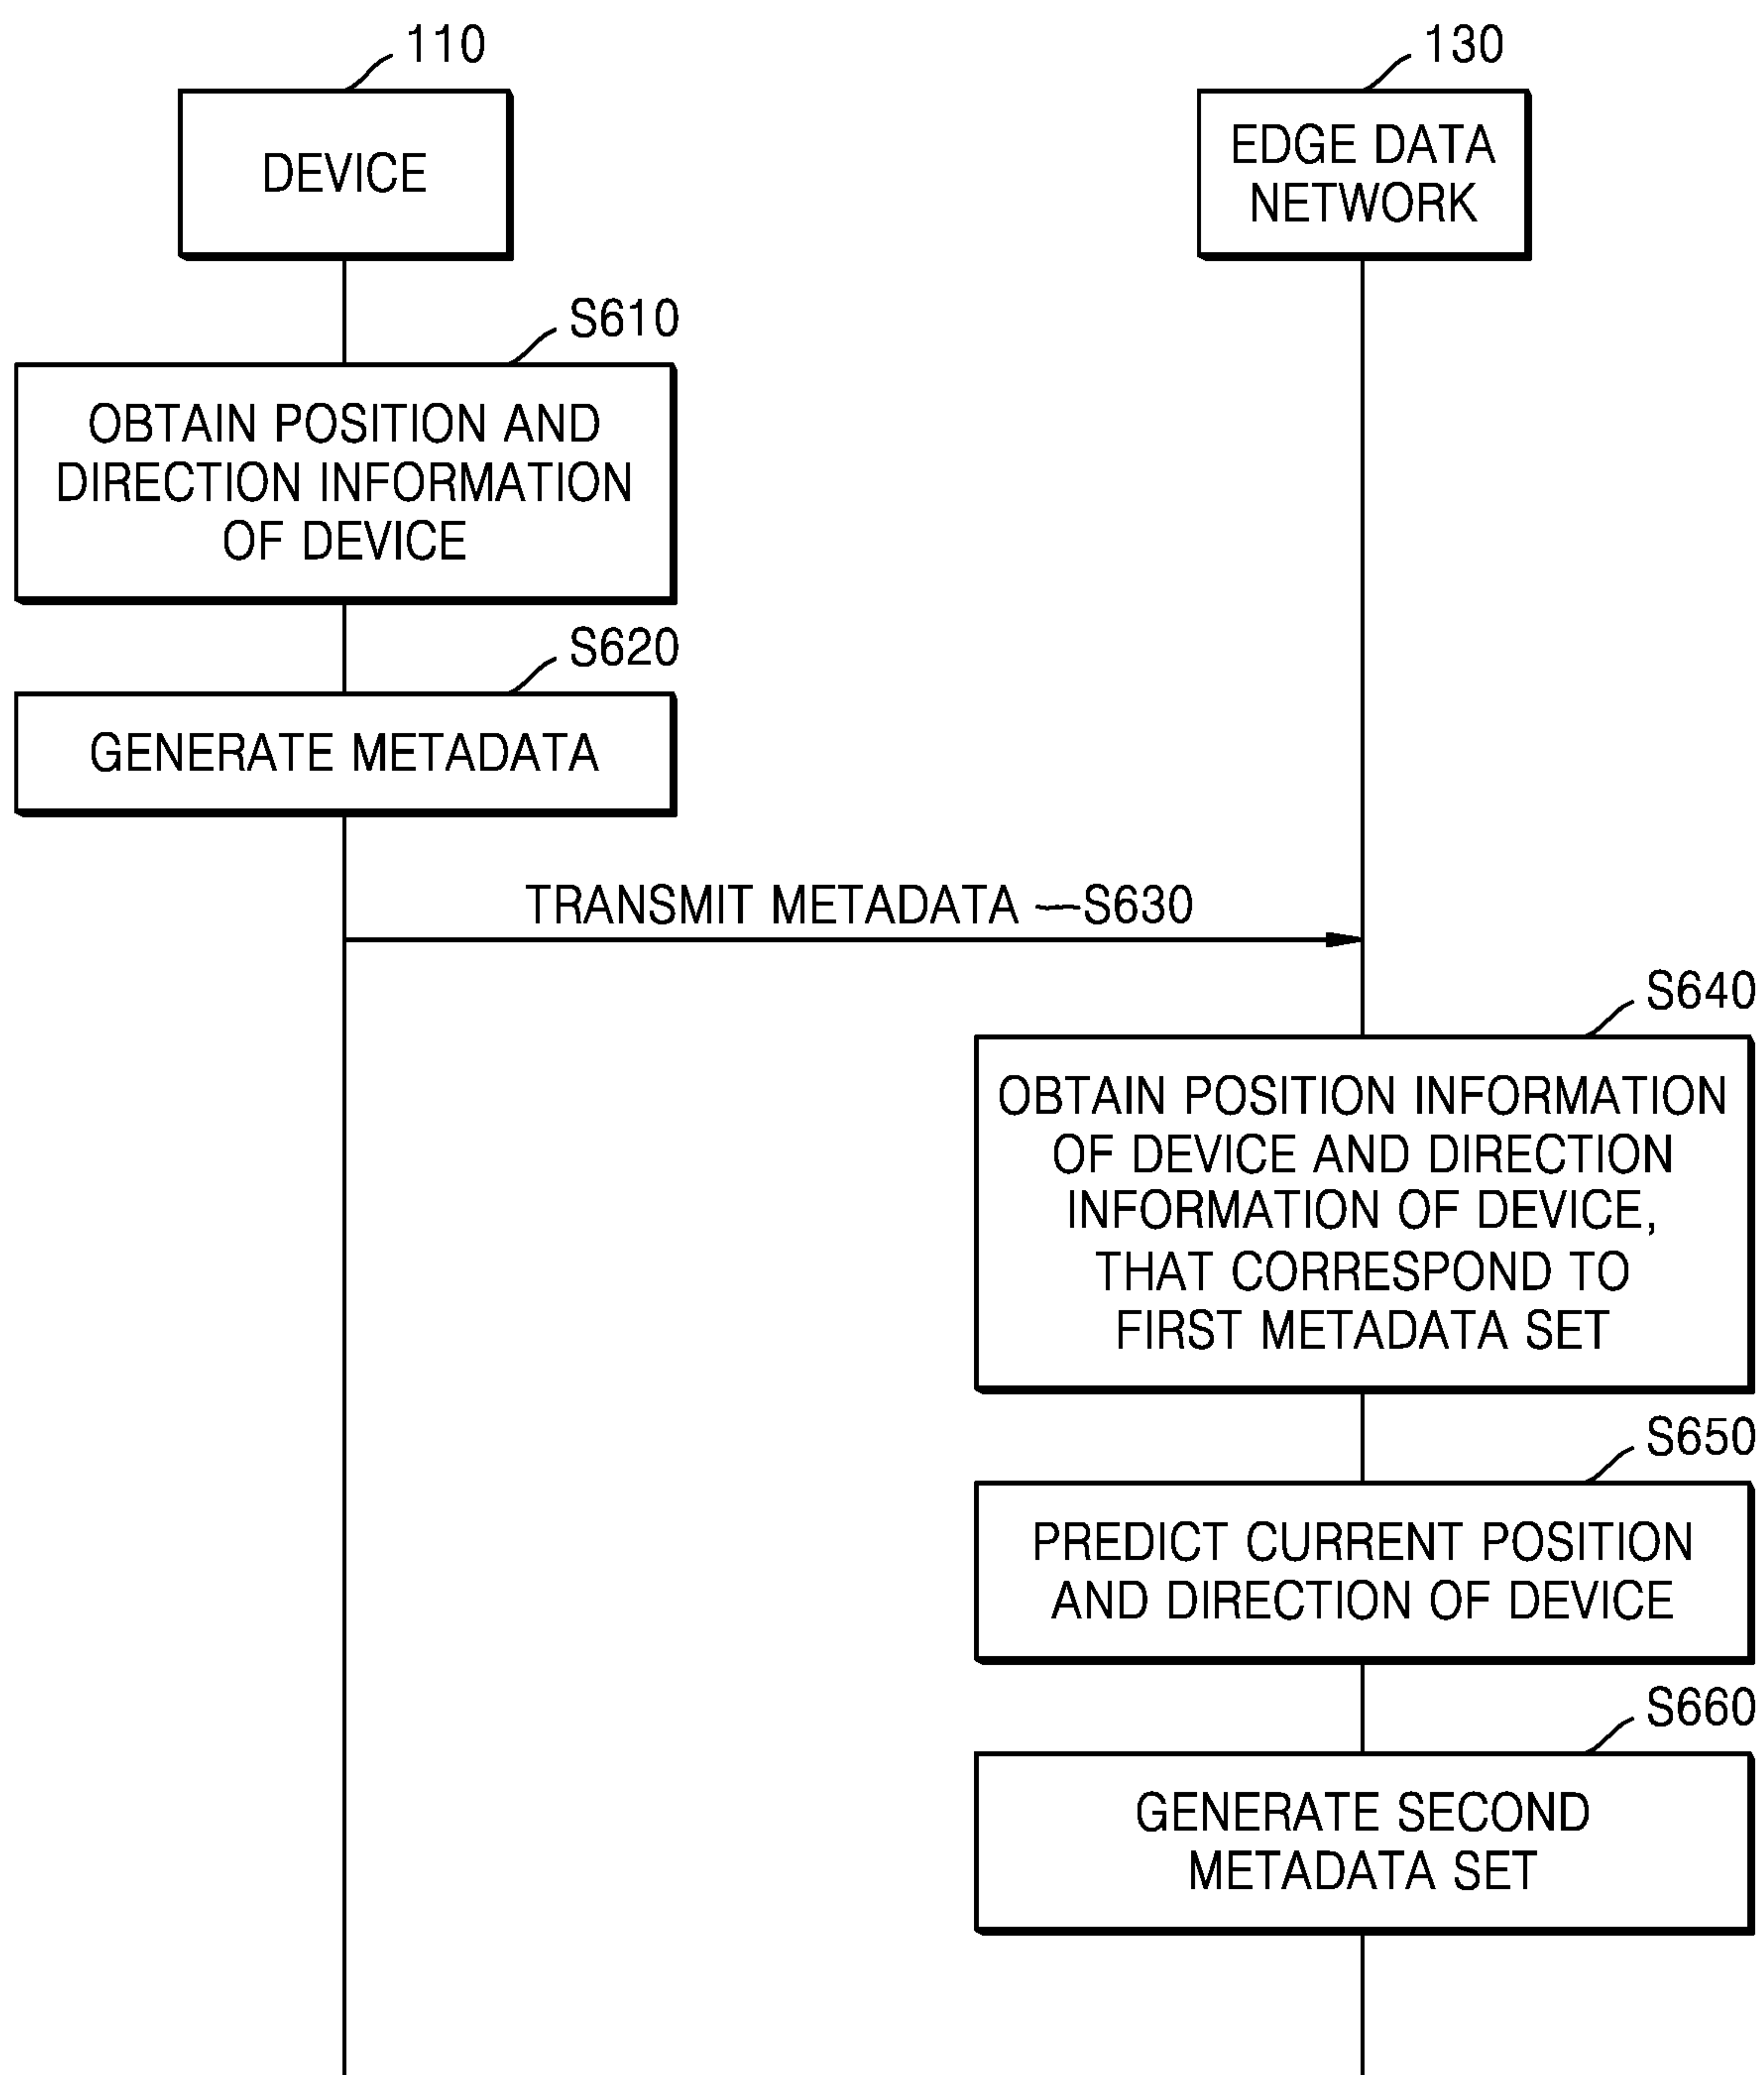 110
DEVICE
130
EDGE DATA
NETWORK
S610
OBTAIN POSITION AND
DIRECTION INFORMATION
OF DEVICE
S620
GENERATE METADATA
TRANSMIT METADATA
S630
S640
OBTAIN POSITION INFORMATION
OF DEVICE AND DIRECTION
INFORMATION OF DEVICE,
THAT CORRESPOND TO
FIRST METADATA SET
S650
PREDICT CURRENT POSITION
AND DIRECTION OF DEVICE
S660
GENERATE SECOND
METADATA SET